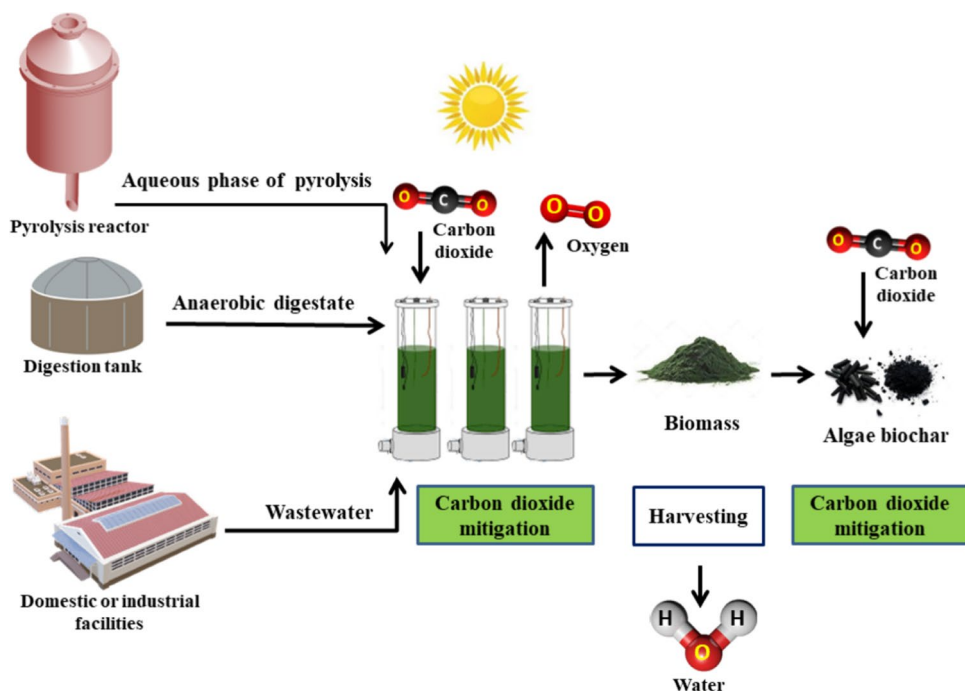 Aqueous phase of pyrolysis
Pyrolysis reactor
O C O
Carbon
dioxide
O O
Oxygen
O C O
Carbon
dioxide
Anaerobic digestate
Digestion tank
Biomass
Algae biochar
Wastewater
Domestic or industrial
facilities
Carbon dioxide
mitigation
Harvesting
Carbon dioxide
mitigation
H H
O
Water